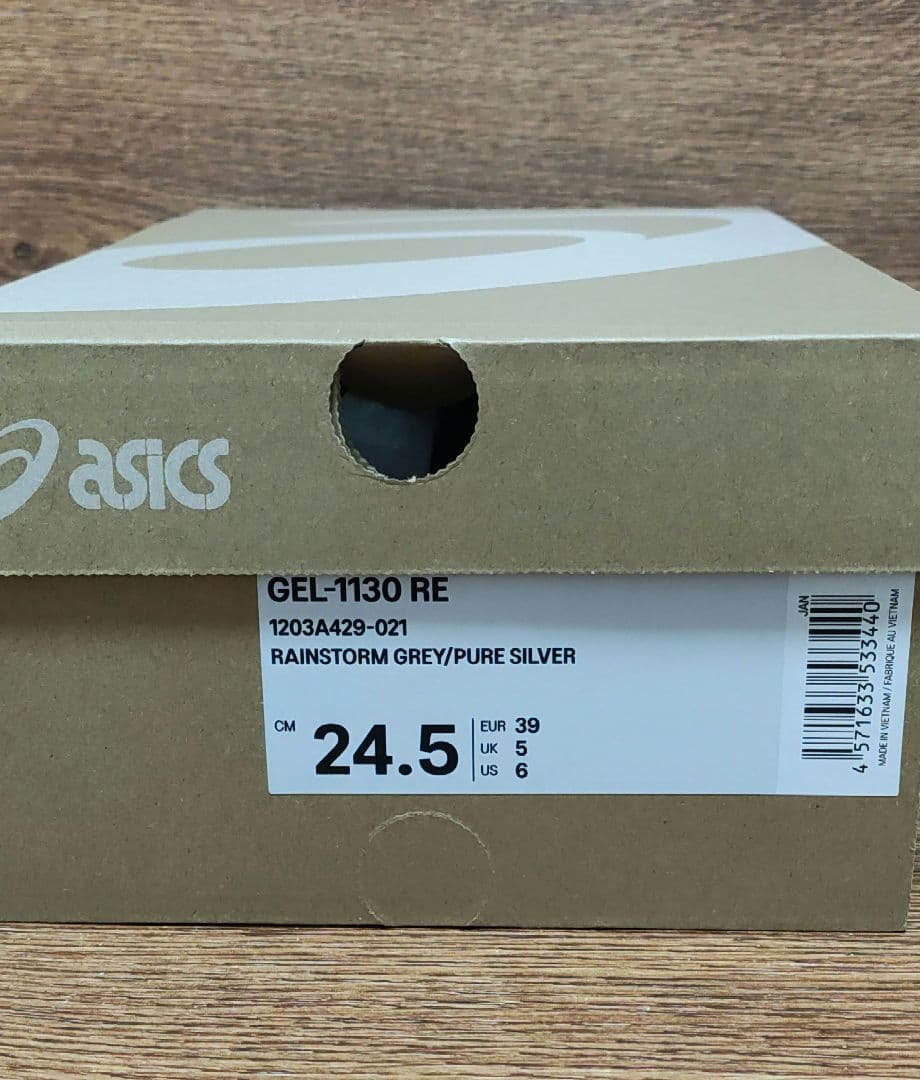 asics
GEL-1130 RE
1203A429-021
RAINSTORM GREY/PURE SILVER
CM 24.5
EUR 39
UK 5
US 6
JAN
4 571633 533440
MADE IN VIETNAM / FABRIQUE AU VIETNAM